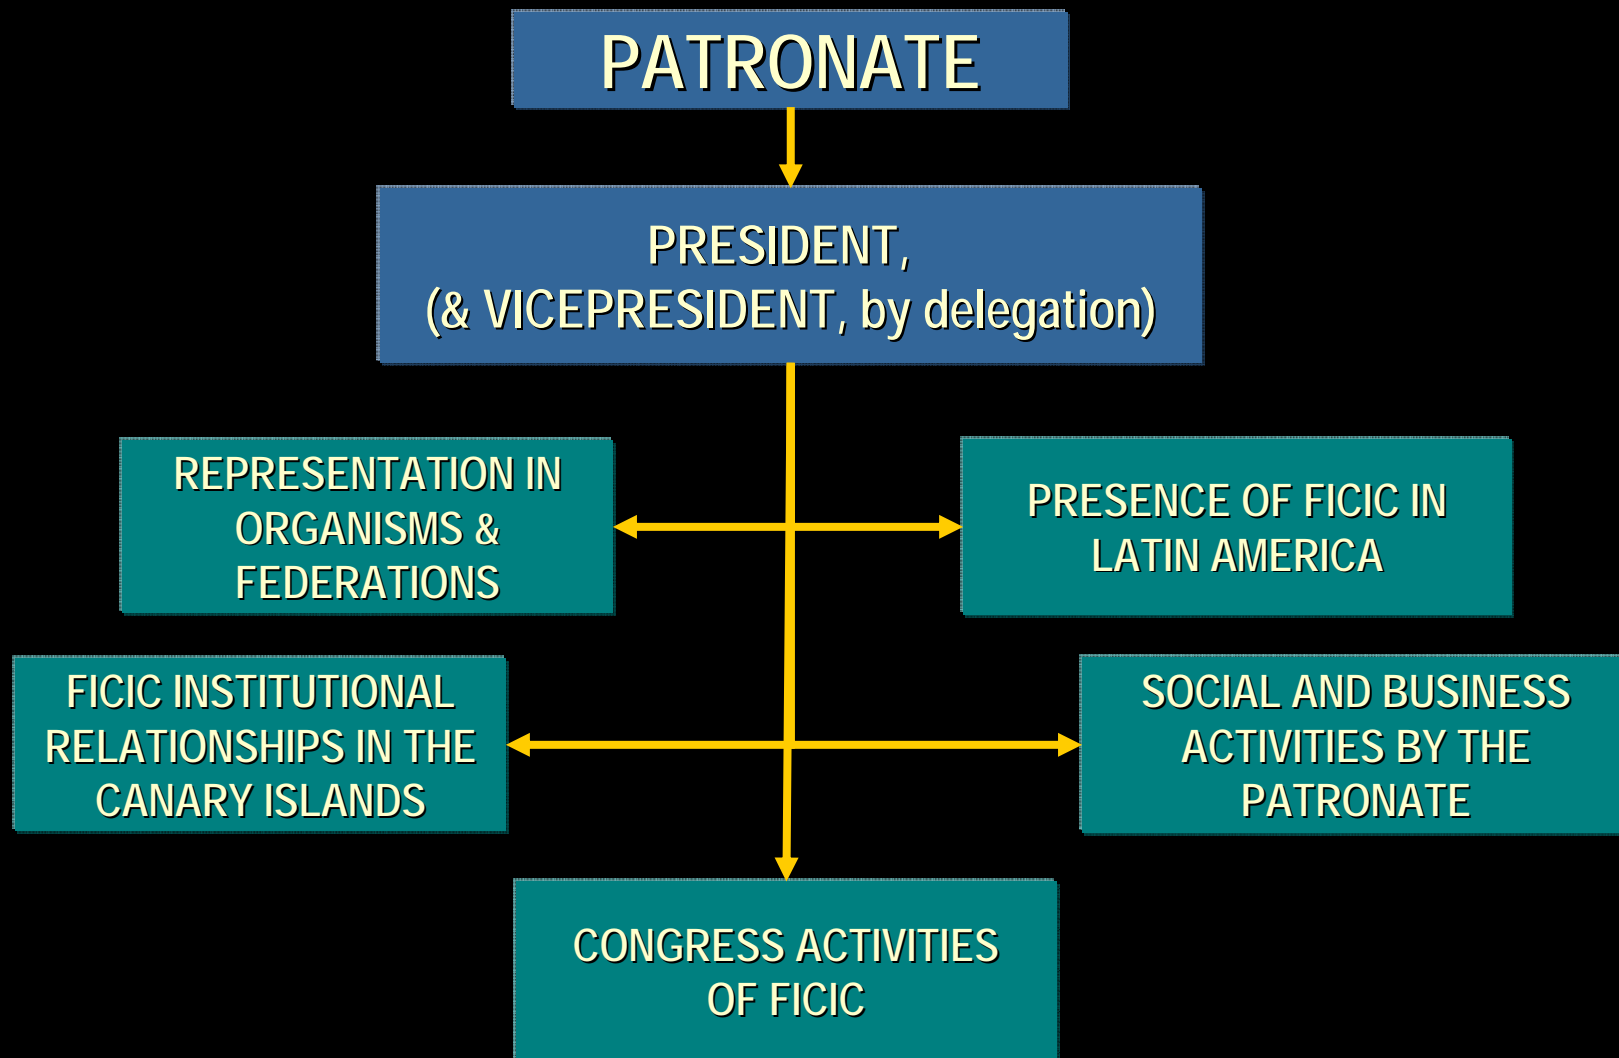 PATRONATE
PRESIDENT,
(& VICEPRESIDENT, by delegation)
REPRESENTATION IN
ORGANISMS &
FEDERATIONS
PRESENCE OF FICIC IN
LATIN AMERICA
FICIC INSTITUTIONAL
RELATIONSHIPS IN THE
CANARY ISLANDS
SOCIAL AND BUSINESS
ACTIVITIES BY THE
PATRONATE
CONGRESS ACTIVITIES
OF FICIC